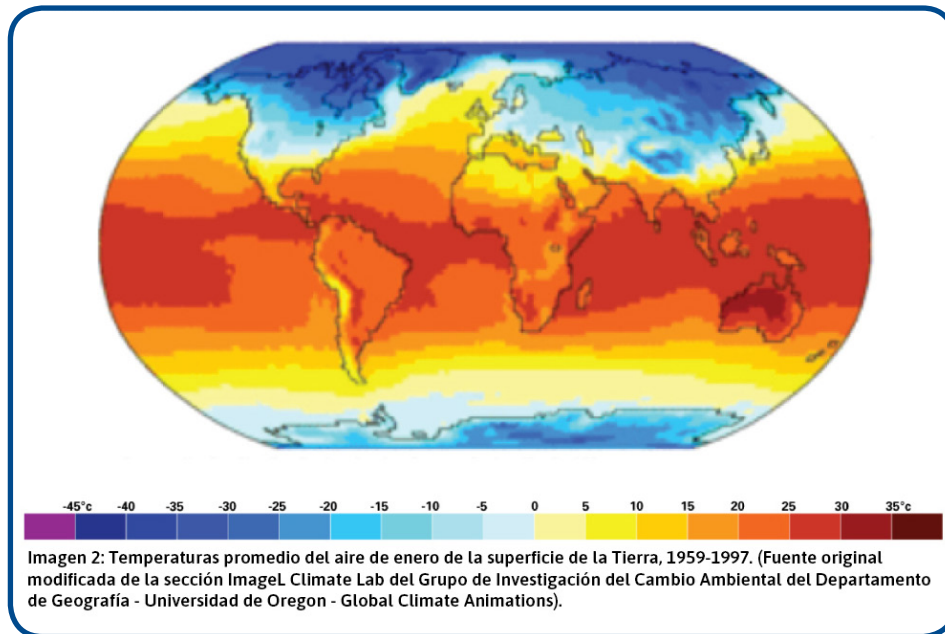 -45°c -40 -35 -30 -25 -20 -15 -10 -5 0 5 10 15 20 25 30 35°c
Imagen 2: Temperaturas promedio del aire de enero de la superficie de la Tierra, 1959-1997. (Fuente original
modificada de la sección ImageL Climate Lab del Grupo de Investigación del Cambio Ambiental del Departamento
de Geografía - Universidad de Oregon - Global Climate Animations).